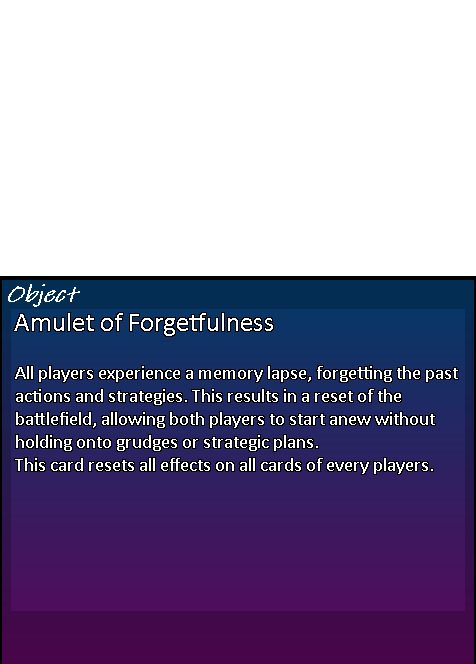 Object
Amulet of Forgetfulness
All players experience a memory lapse, forgetting the past
actions and strategies. This results in a reset of the
battlefield, allowing both players to start anew without
holding onto grudges or strategic plans.
This card resets all effects on all cards of every players.